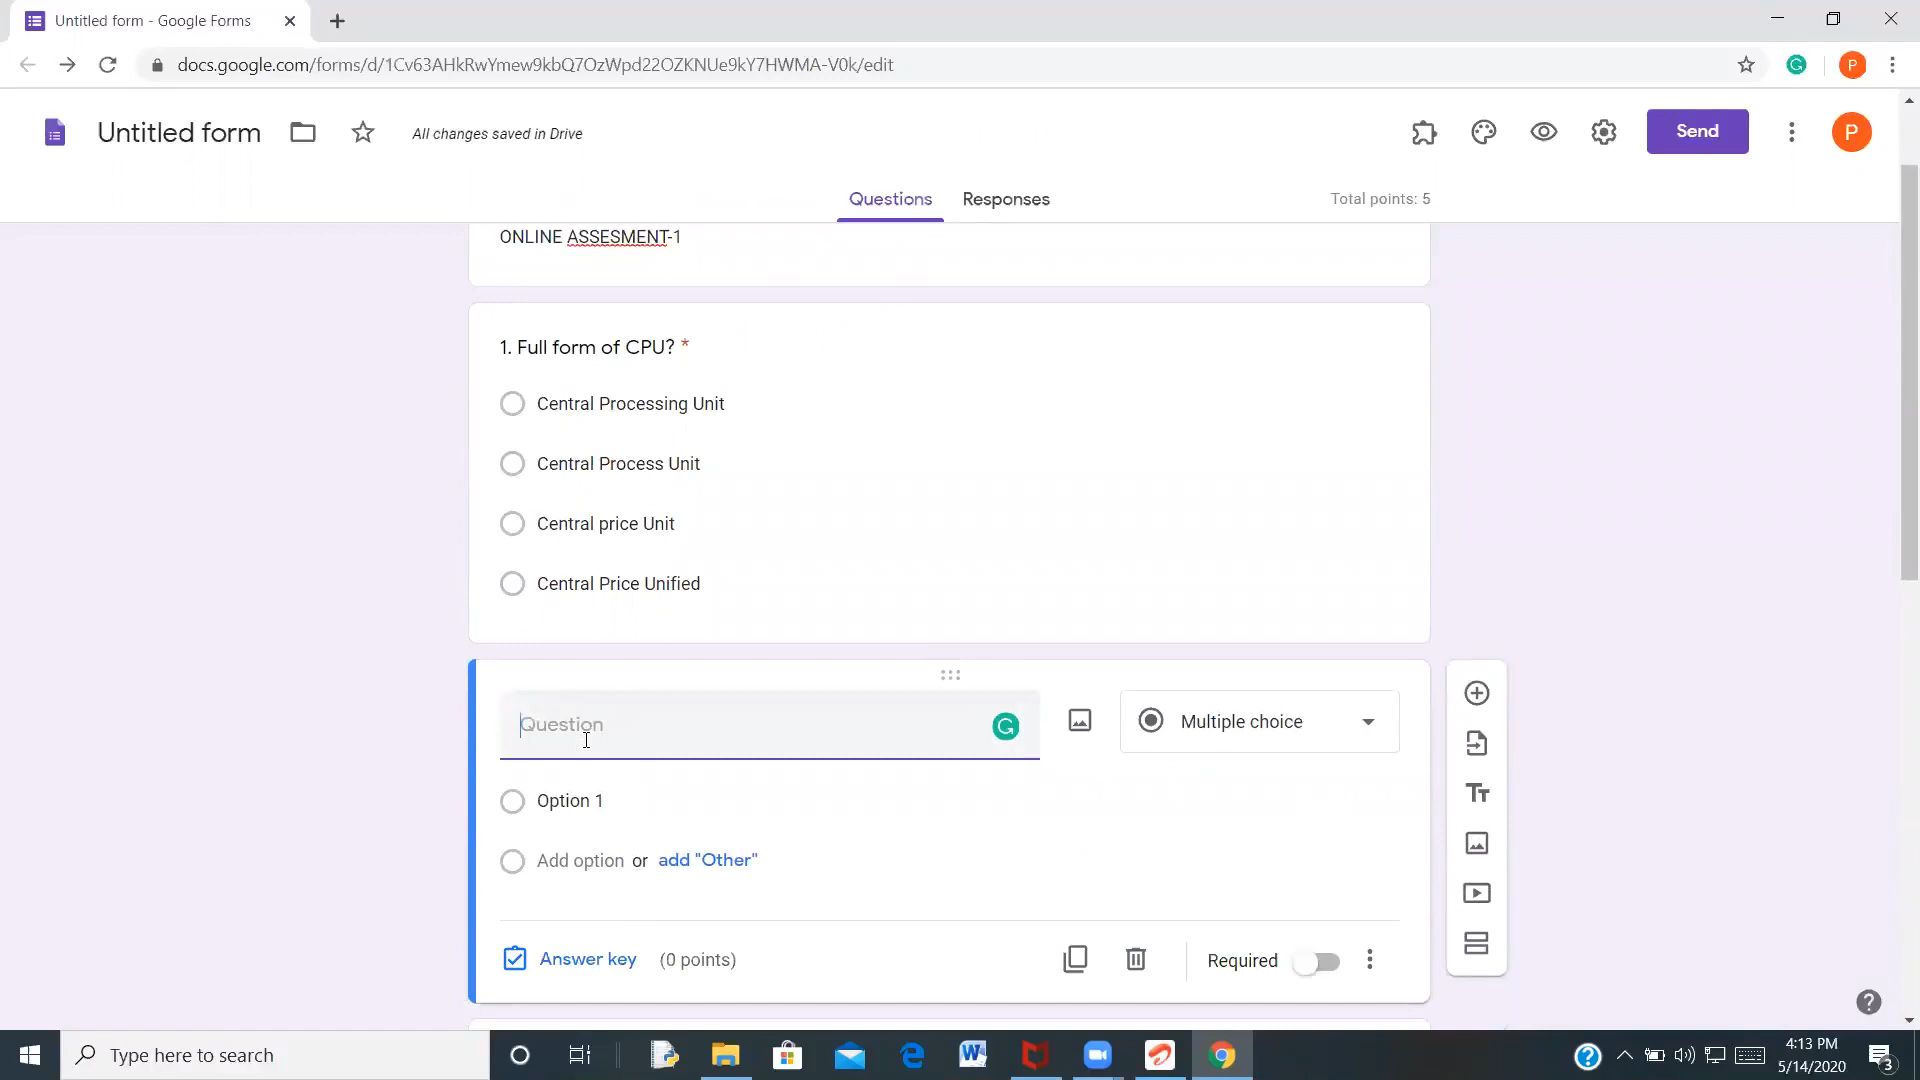 Untitled form - Google Forms
docs.google.com/forms/d/1Cv63AHkRwYmew9kbQ7OzWpd22OZKNUe9kY7HWMA-V0k/edit
P
Untitled form
All changes saved in Drive
Send
P
Questions
Responses
Total points: 5
ONLINE ASSESMENT-1
1. Full form of CPU? *
Central Processing Unit
Central Process Unit
Central price Unit
Central Price Unified
Question
Multiple choice
Option 1
Add option or add "Other"
Answer key (0 points)
Required
Type here to search
4:13 PM
5/14/2020
3